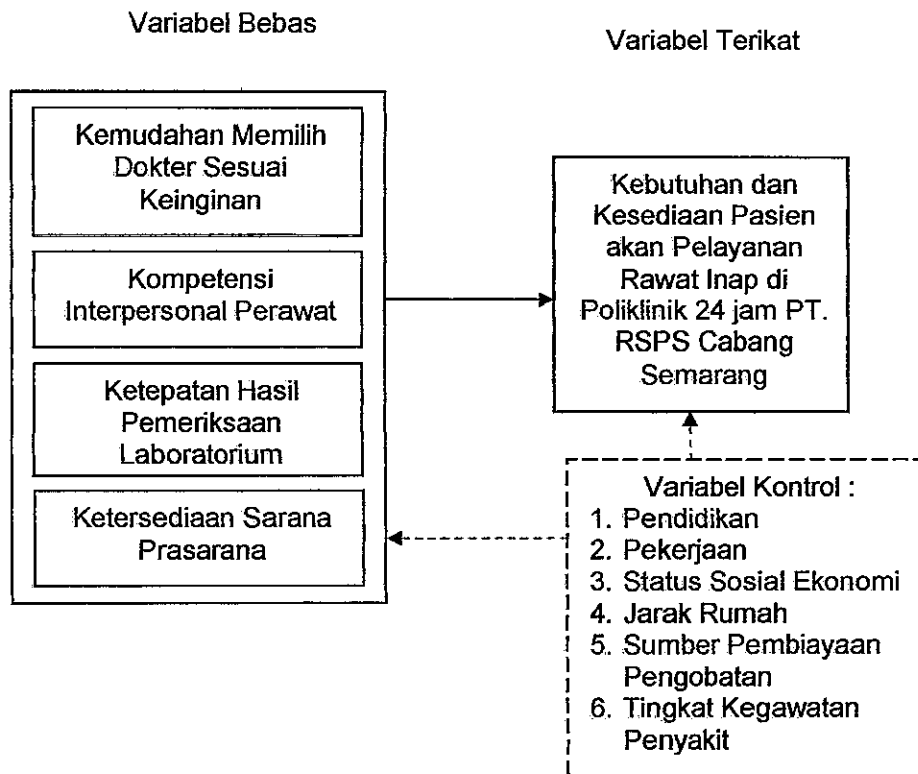 Variabel Bebas
Variabel Terikat
Kemudahan Memilih
Dokter Sesuai
Keinginan
Kompetensi
Interpersonal Perawat
Ketepatan Hasil
Pemeriksaan
Laboratorium
Ketersediaan Sarana
Prasarana
Kebutuhan dan
Kesediaan Pasien
akan Pelayanan
Rawat Inap di
Poliklinik 24 jam PT.
RSPS Cabang
Semarang
Variabel Kontrol :
1. Pendidikan
2. Pekerjaan
3. Status Sosial Ekonomi
4. Jarak Rumah
5. Sumber Pembiayaan
Pengobatan
6. Tingkat Kegawatan
Penyakit